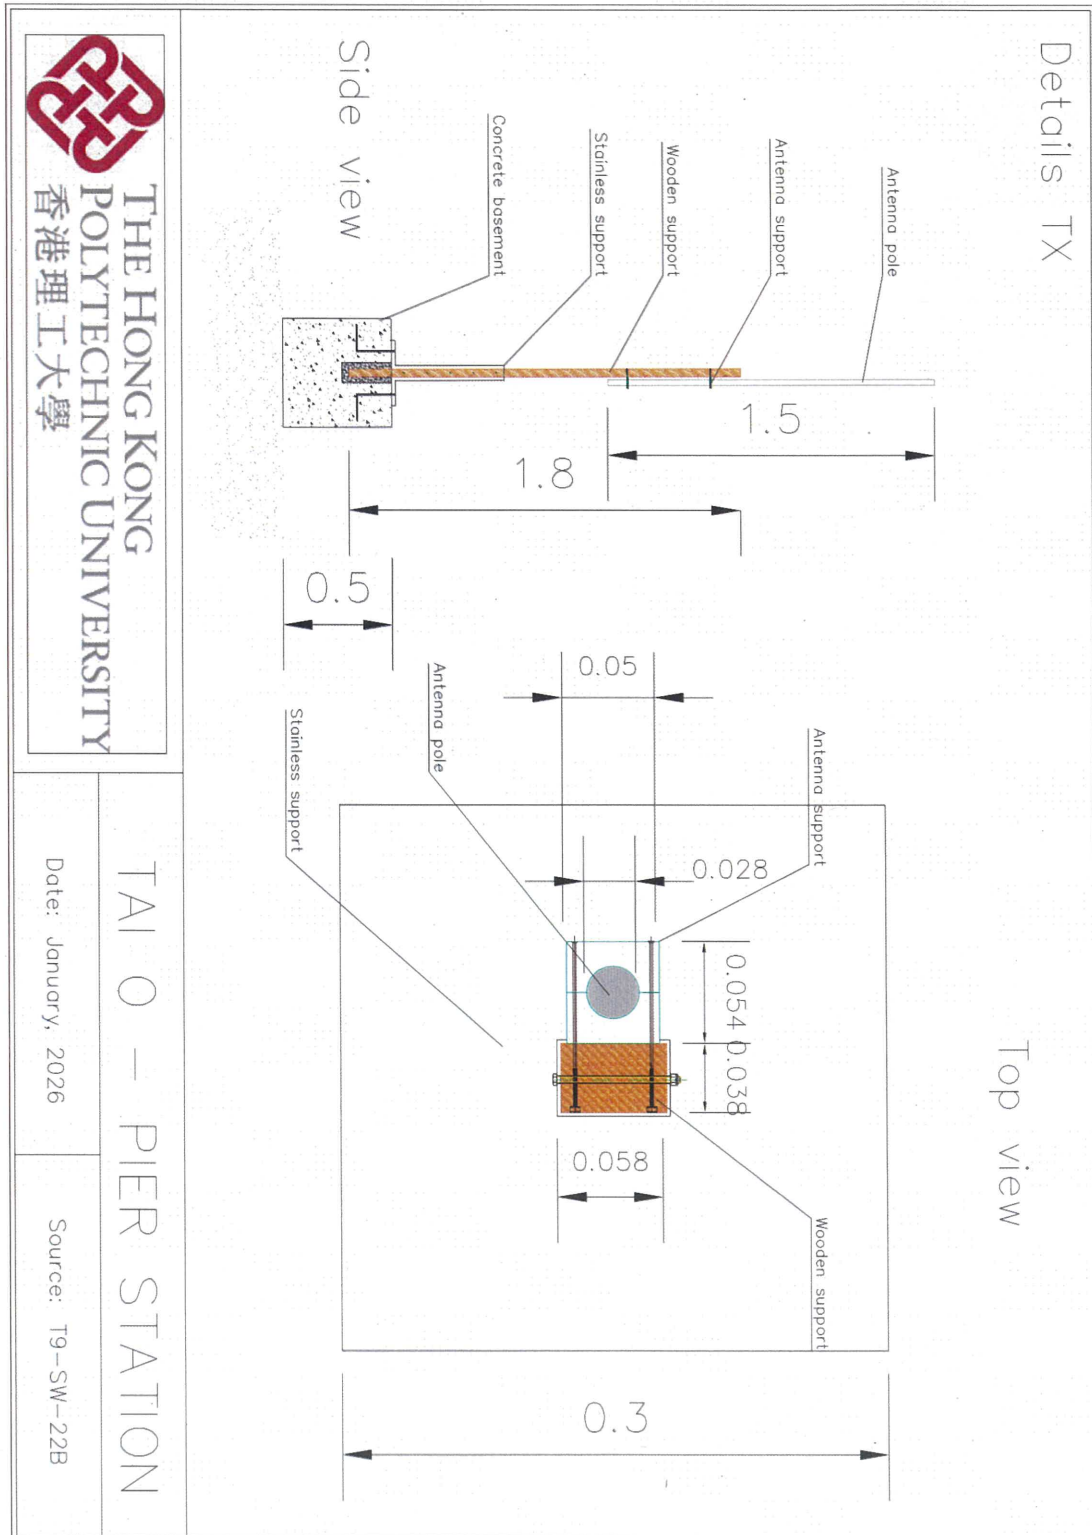 Details TX
Side view
Antenna pole
Antenna support
Wooden support
Stainless support
Concrete basement
1.5
1.8
0.5
Top view
Antenna support
Antenna pole
Stainless support
Wooden support
0.05
0.028
0.054
0.038
0.058
0.3
THE HONG KONG
POLYTECHNIC UNIVERSITY
香港理工大學
TAI O – PIER STATION
Date: January, 2026
Source: T9–SW–22B